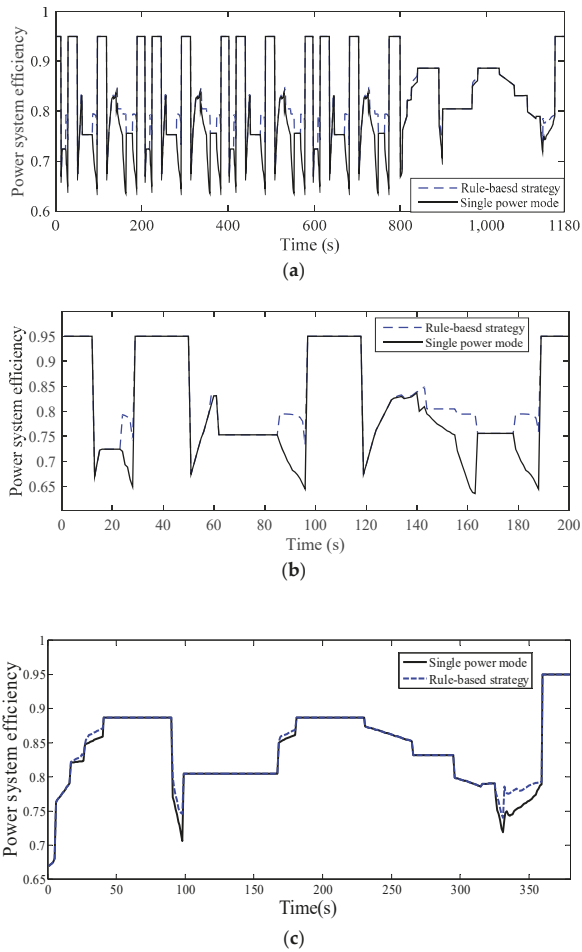 1
0.9
0.8
0.7
0.6
Power system efficiency
Rule-baesd strategy
Single power mode
0 200 400 600 800 1,000 1180
Time (s)
(a)
0.95
0.9
0.85
0.8
0.75
0.7
0.65
Power system efficiency
Rule-baesd strategy
Single power mode
0 20 40 60 80 100 120 140 160 180 200
Time (s)
(b)
1
0.95
0.9
0.85
0.8
0.75
0.7
0.65
Power system efficiency
Single power mode
Rule-based strategy
0 50 100 150 200 250 300 350
Time(s)
(c)